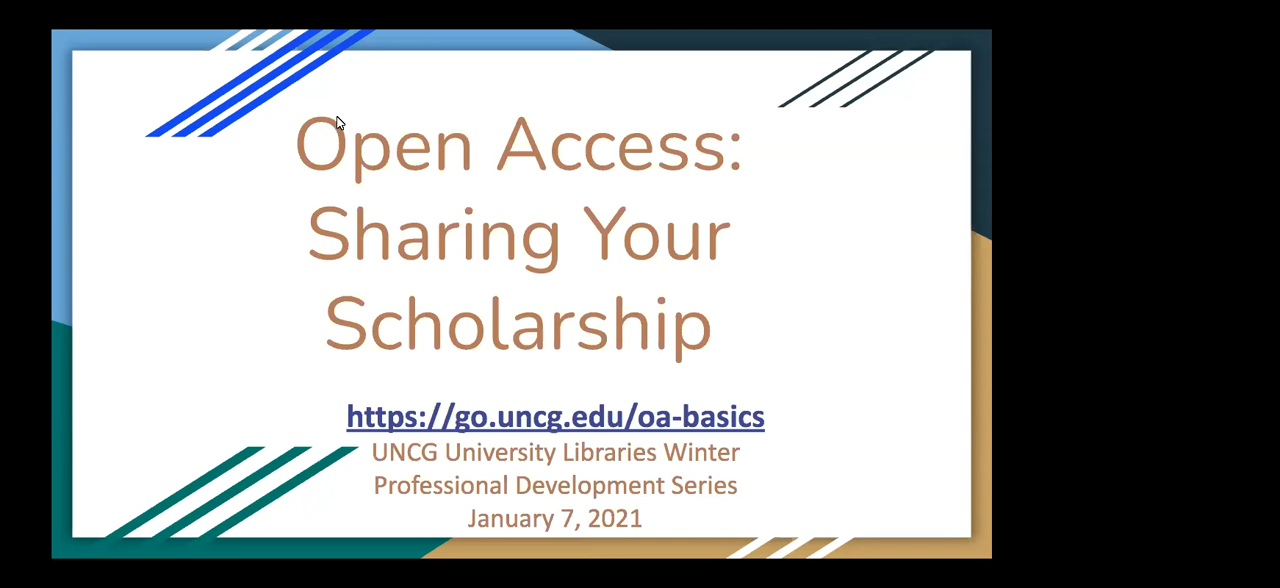 Open Access:
Sharing Your
Scholarship
https://go.uncg.edu/oa-basics
UNCG University Libraries Winter
Professional Development Series
January 7, 2021